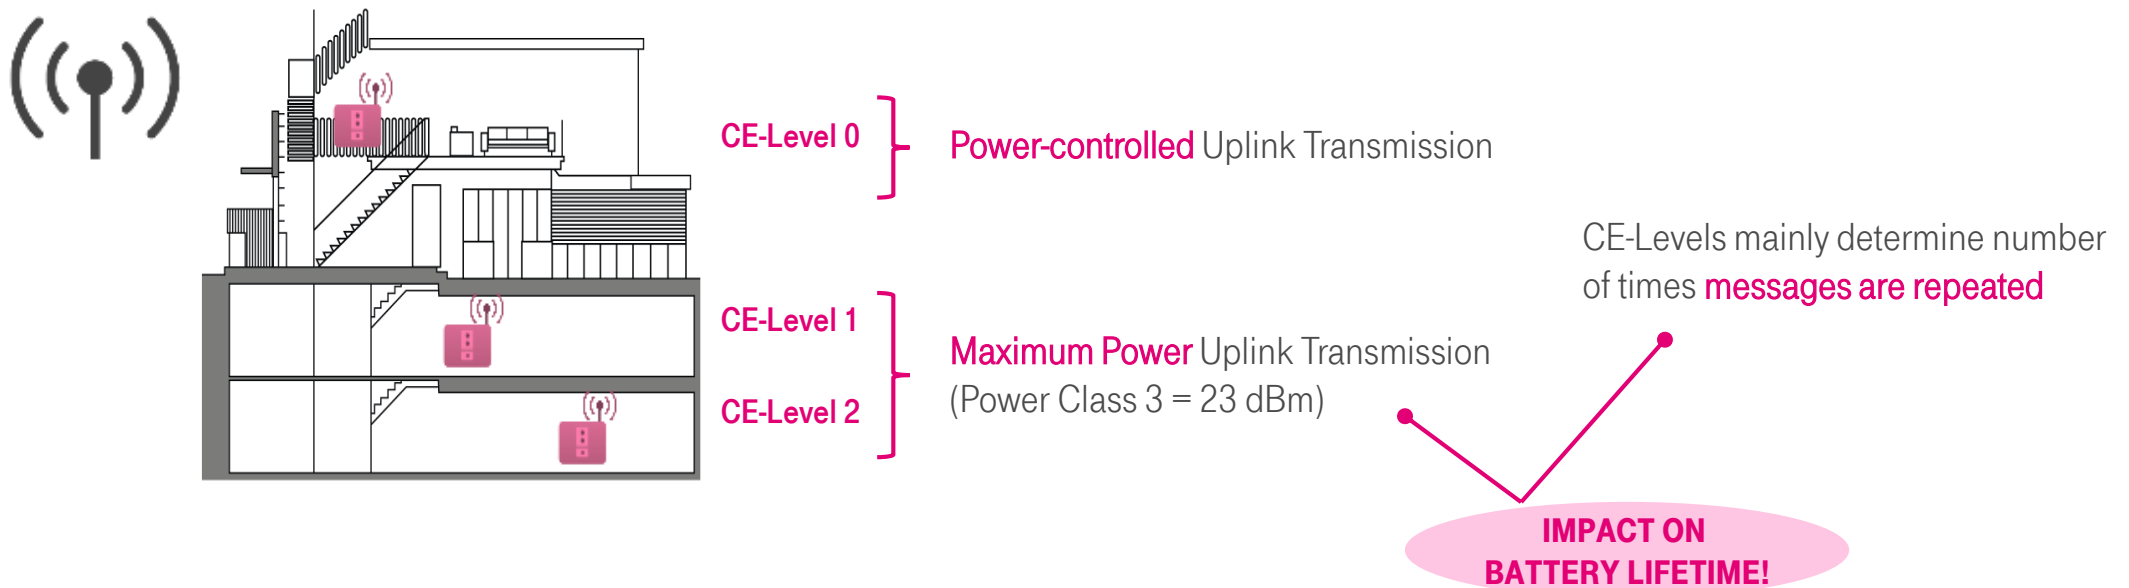 CE-Level 0
Power-controlled Uplink Transmission
CE-Levels mainly determine number
of times messages are repeated
CE-Level 1
Maximum Power Uplink Transmission
(Power Class 3 = 23 dBm)
CE-Level 2
IMPACT ON
BATTERY LIFETIME!